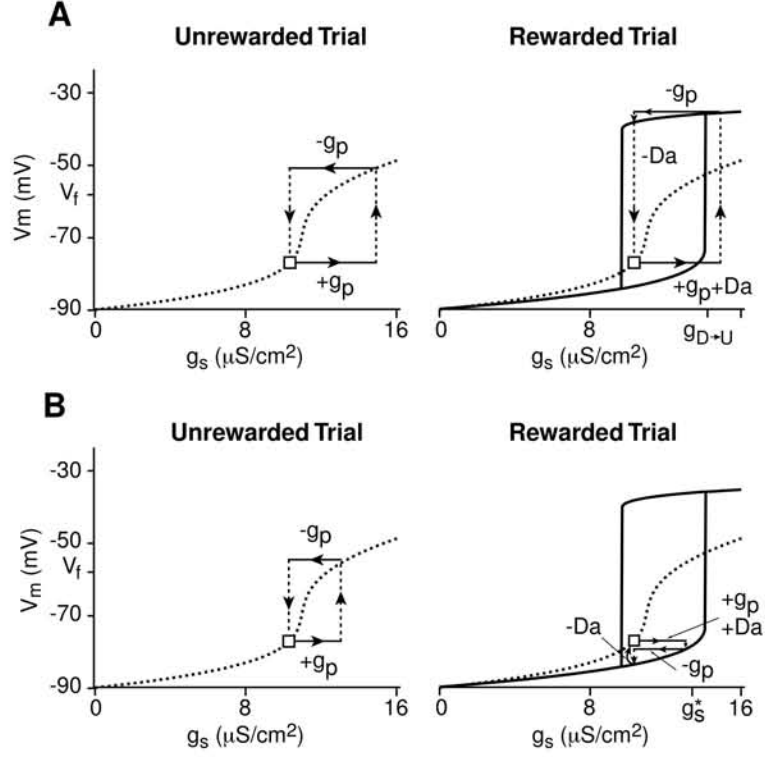 A
Unrewarded Trial
Rewarded Trial
-30
-50
Vf
-70
-90
Vm (mV)
-gp
+gp
0
8
16
gs (μS/cm2)
-gp
-Da
+gp+Da
0
8
gD→U
gs (μS/cm2)
B
Unrewarded Trial
Rewarded Trial
-30
-50
Vf
-70
-90
Vm (mV)
-gp
+gp
0
8
16
gs (μS/cm2)
+gp
+Da
-Da
-gp
0
8
gs*
16
gs (μS/cm2)